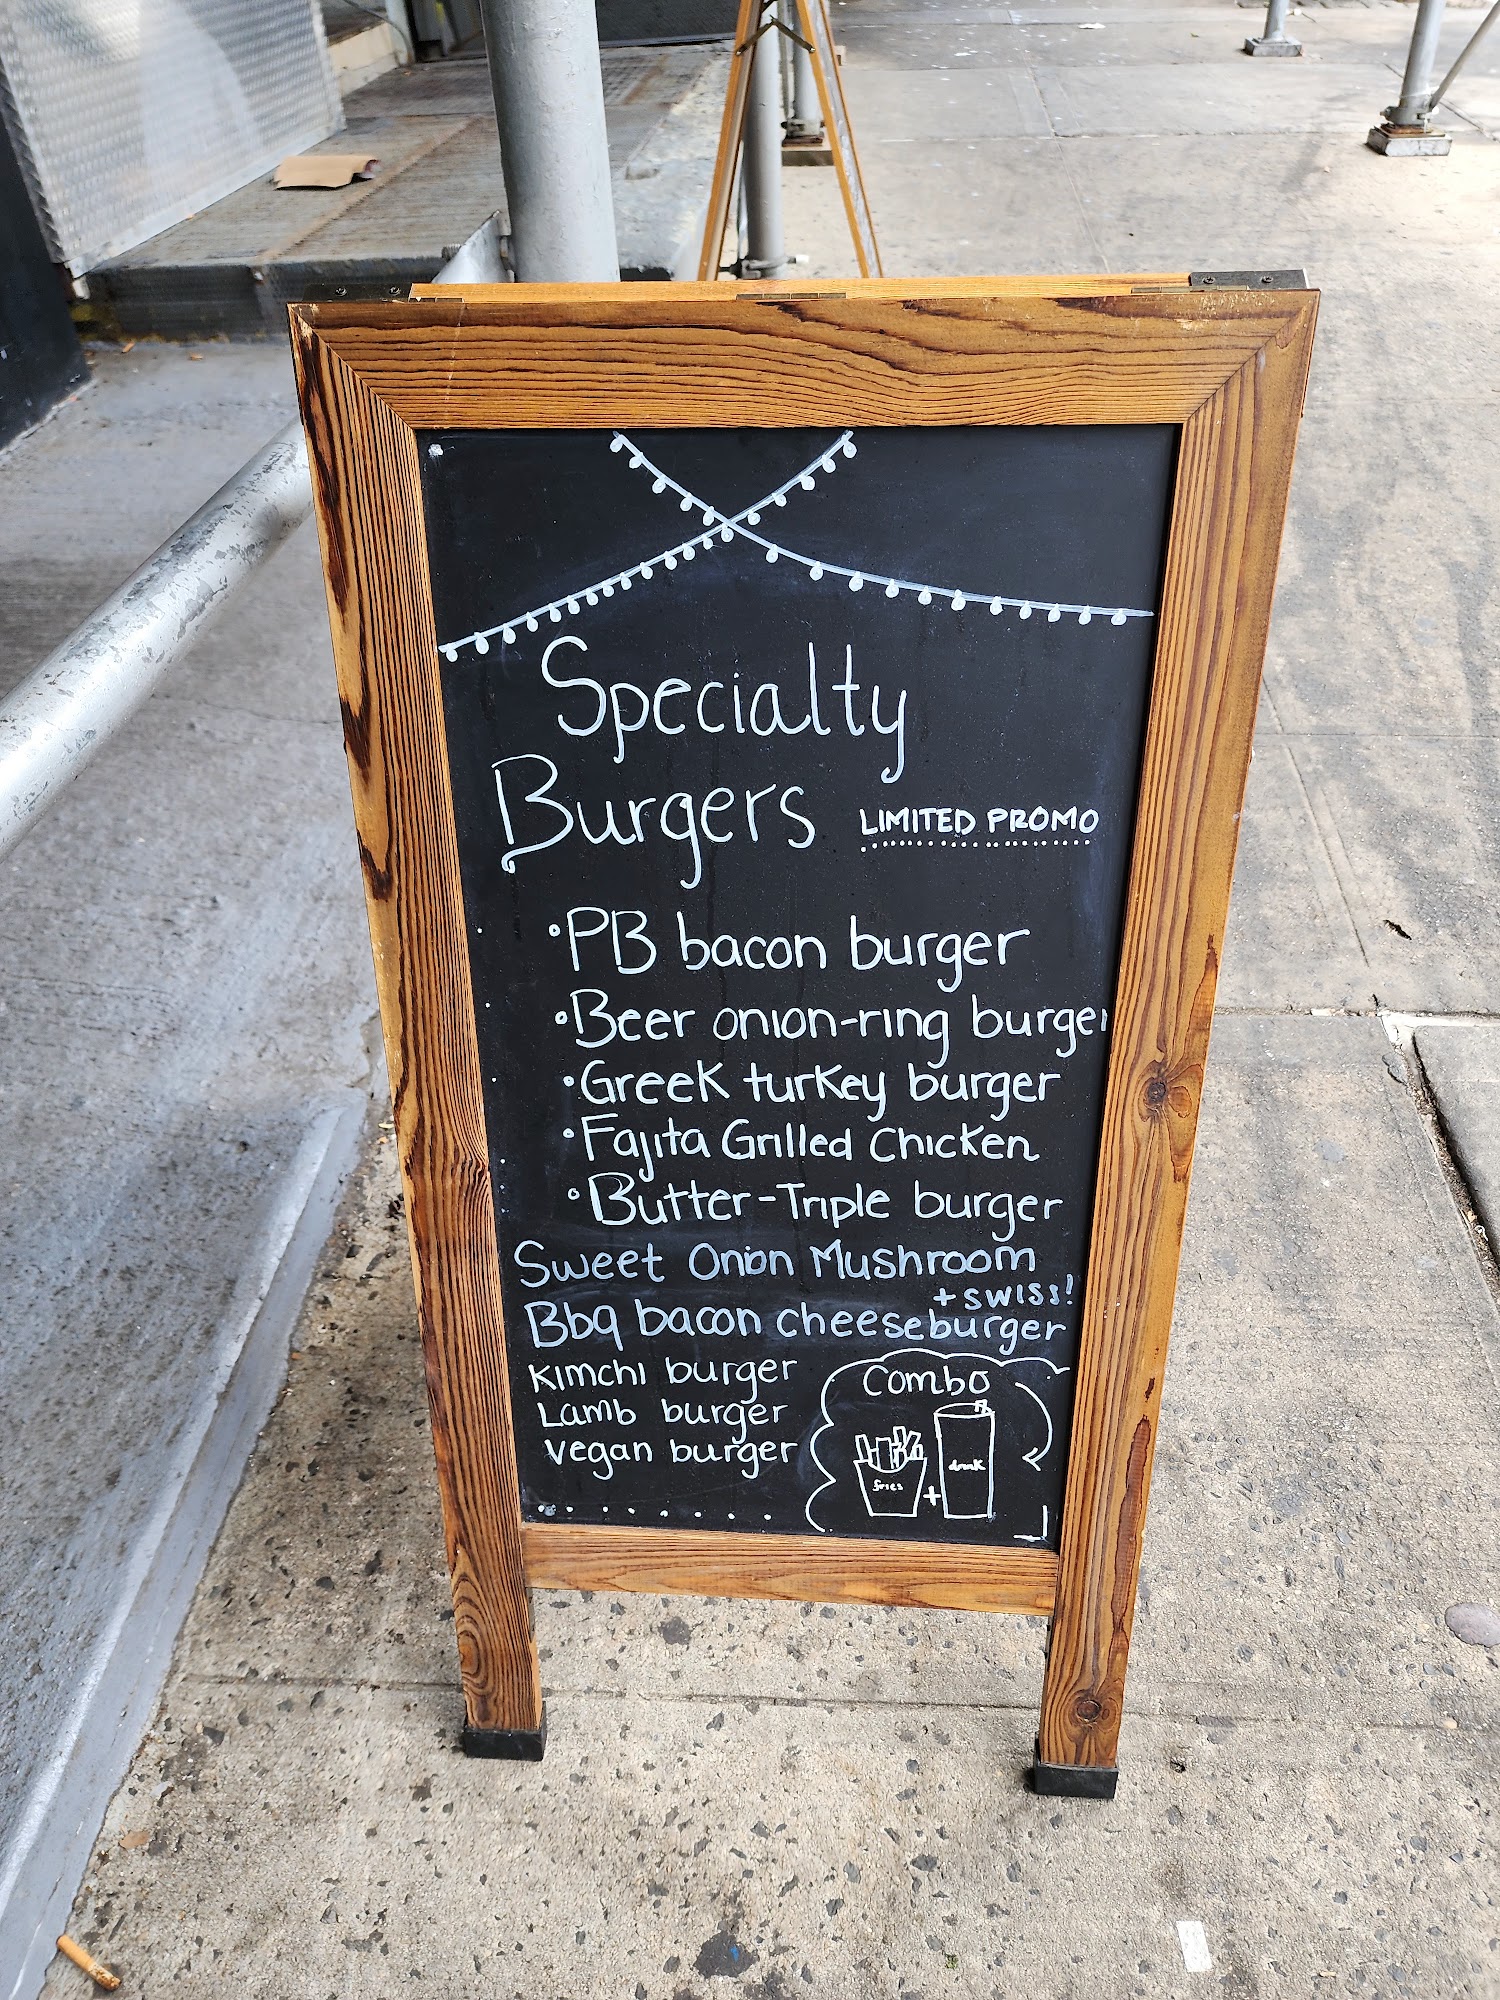 Specialty
Burgers LIMITED PROMO
•PB bacon burger
•Beer onion-ring burger
•Greek turkey burger
•Fajita Grilled Chicken
•Butter-Triple burger
Sweet Onion Mushroom
+ swiss!
Bbq bacon cheeseburger
Kimchi burger
Lamb burger
Vegan burger
Combo
fries + drink